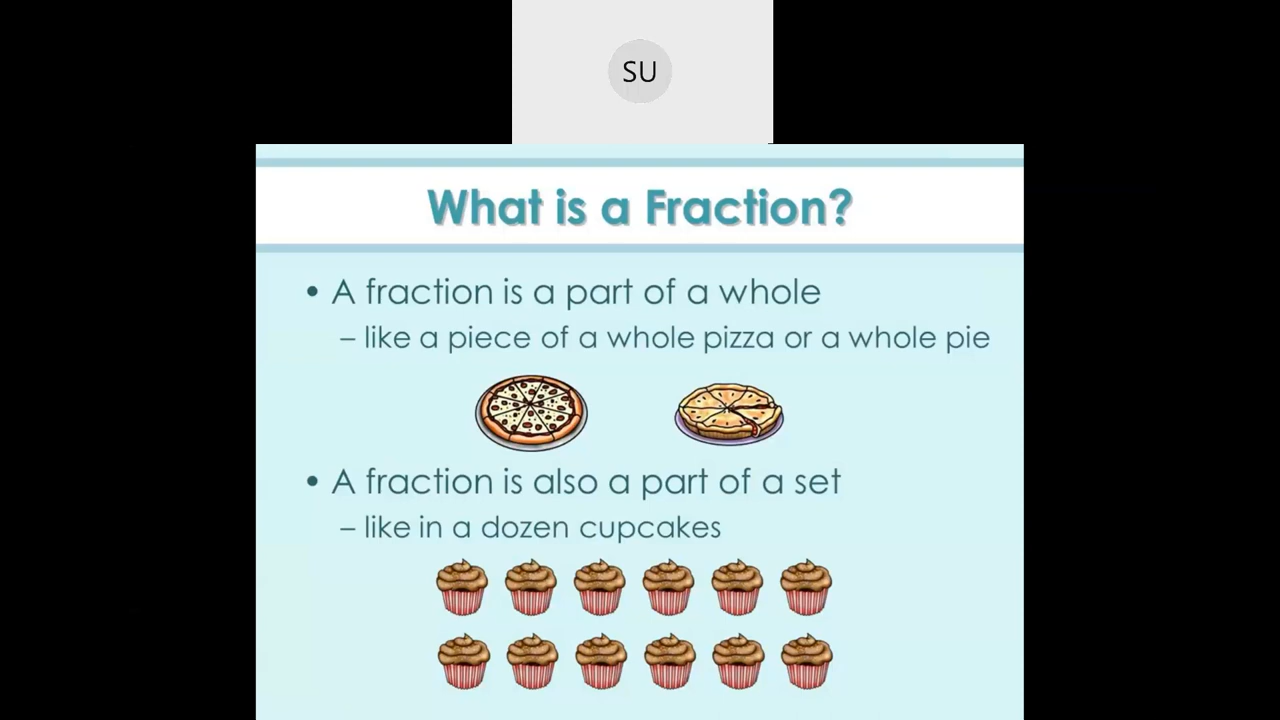 SU
What is a Fraction?
• A fraction is a part of a whole
– like a piece of a whole pizza or a whole pie
• A fraction is also a part of a set
– like in a dozen cupcakes